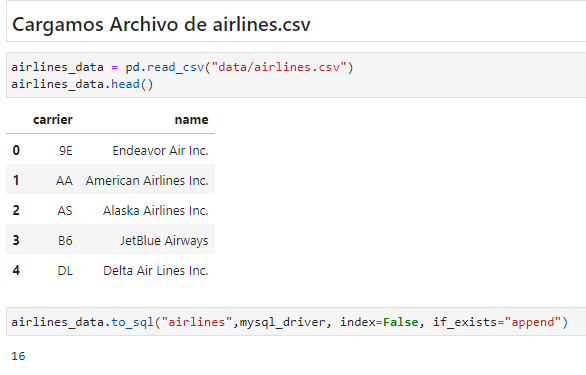 Cargamos Archivo de airlines.csv
airlines_data = pd.read_csv("data/airlines.csv")
airlines_data.head()
carrier name
0 9E Endeavor Air Inc.
1 AA American Airlines Inc.
2 AS Alaska Airlines Inc.
3 B6 JetBlue Airways
4 DL Delta Air Lines Inc.
airlines_data.to_sql("airlines",mysql_driver, index=False, if_exists="append")
16